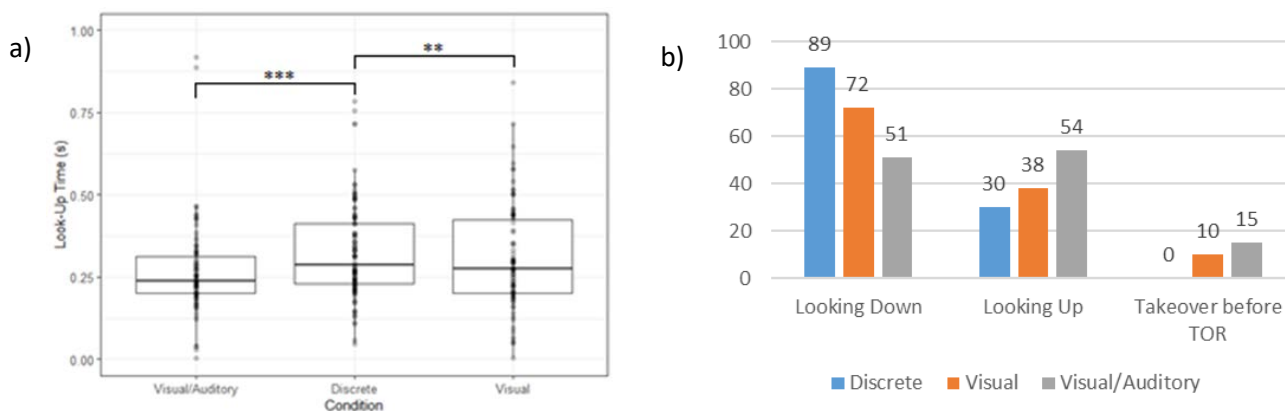 a)
1.00
0.75
0.50
0.25
0.00
Look-Up Time (s)
***
**
Visual/Auditory Discrete Visual
Condition
b)
100
80
60
40
20
0
89 72 51
30 38 54
0 10 15
Looking Down Looking Up Takeover before
TOR
Discrete Visual Visual/Auditory